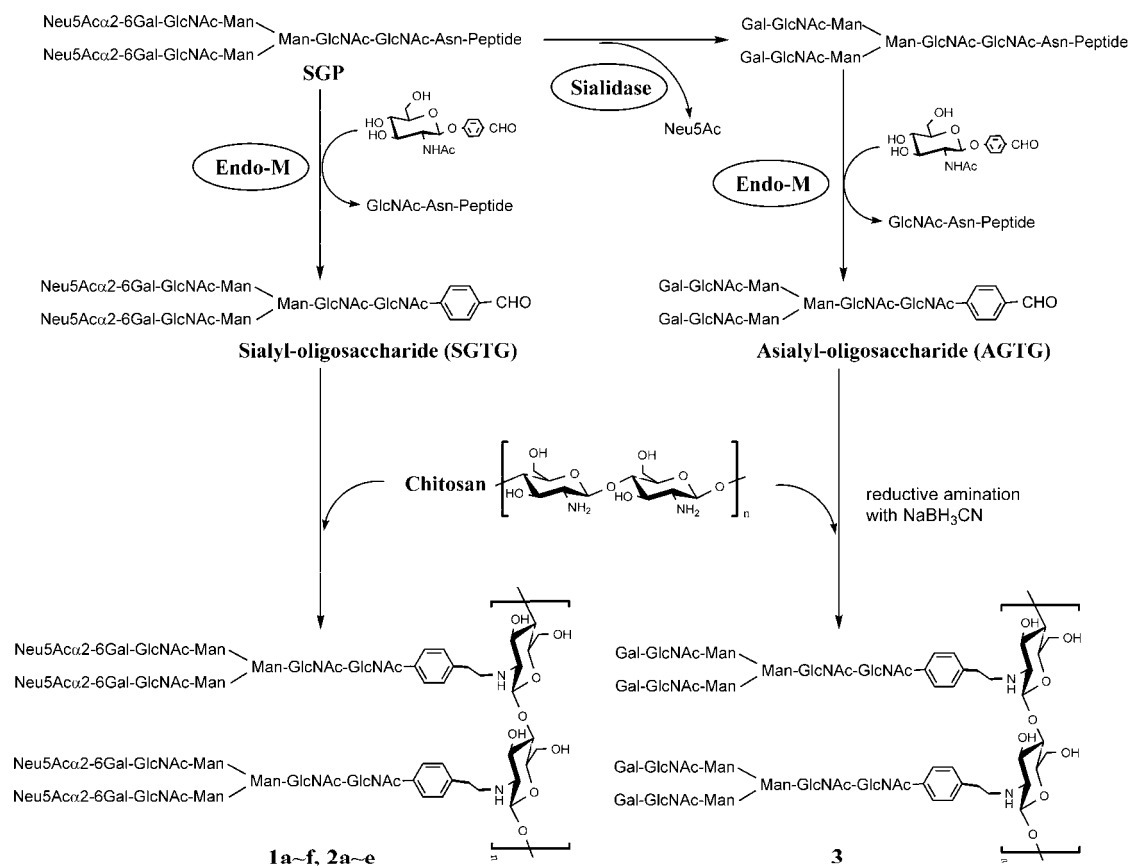 Neu5Acα2-6Gal-GlcNAc-Man
Neu5Acα2-6Gal-GlcNAc-Man
Man-GlcNAc-GlcNAc-Asn-Peptide
SGP
Sialidase
Neu5Ac
Gal-GlcNAc-Man
Gal-GlcNAc-Man
Man-GlcNAc-GlcNAc-Asn-Peptide
Endo-M
OH
HO
HO
O
O
NHAc
CHO
GlcNAc-Asn-Peptide
Endo-M
OH
HO
HO
O
O
NHAc
CHO
GlcNAc-Asn-Peptide
Neu5Acα2-6Gal-GlcNAc-Man
Neu5Acα2-6Gal-GlcNAc-Man
Man-GlcNAc-GlcNAc
CHO
Sialyl-oligosaccharide (SGTG)
Gal-GlcNAc-Man
Gal-GlcNAc-Man
Man-GlcNAc-GlcNAc
CHO
Asialyl-oligosaccharide (AGTG)
Chitosan
OH
O
HO
NH₂
O
OH
O
HO
NH₂
O
n
reductive amination
with NaBH₃CN
Neu5Acα2-6Gal-GlcNAc-Man
Neu5Acα2-6Gal-GlcNAc-Man
Man-GlcNAc-GlcNAc
N
H
OH
OH
O
O
Neu5Acα2-6Gal-GlcNAc-Man
Neu5Acα2-6Gal-GlcNAc-Man
Man-GlcNAc-GlcNAc
N
H
OH
OH
O
O
n
1a~f, 2a~e
Gal-GlcNAc-Man
Gal-GlcNAc-Man
Man-GlcNAc-GlcNAc
N
H
OH
OH
O
O
Gal-GlcNAc-Man
Gal-GlcNAc-Man
Man-GlcNAc-GlcNAc
N
H
OH
OH
O
O
n
3